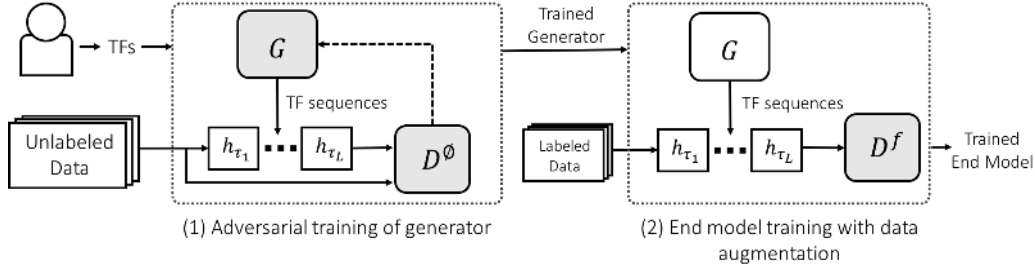 TFs
G
TF sequences
Unlabeled
Data
h_{τ_1}
h_{τ_L}
D^∅
(1) Adversarial training of generator
Trained
Generator
G
TF sequences
Labeled
Data
h_{τ_1}
h_{τ_L}
D^f
Trained
End Model
(2) End model training with data
augmentation